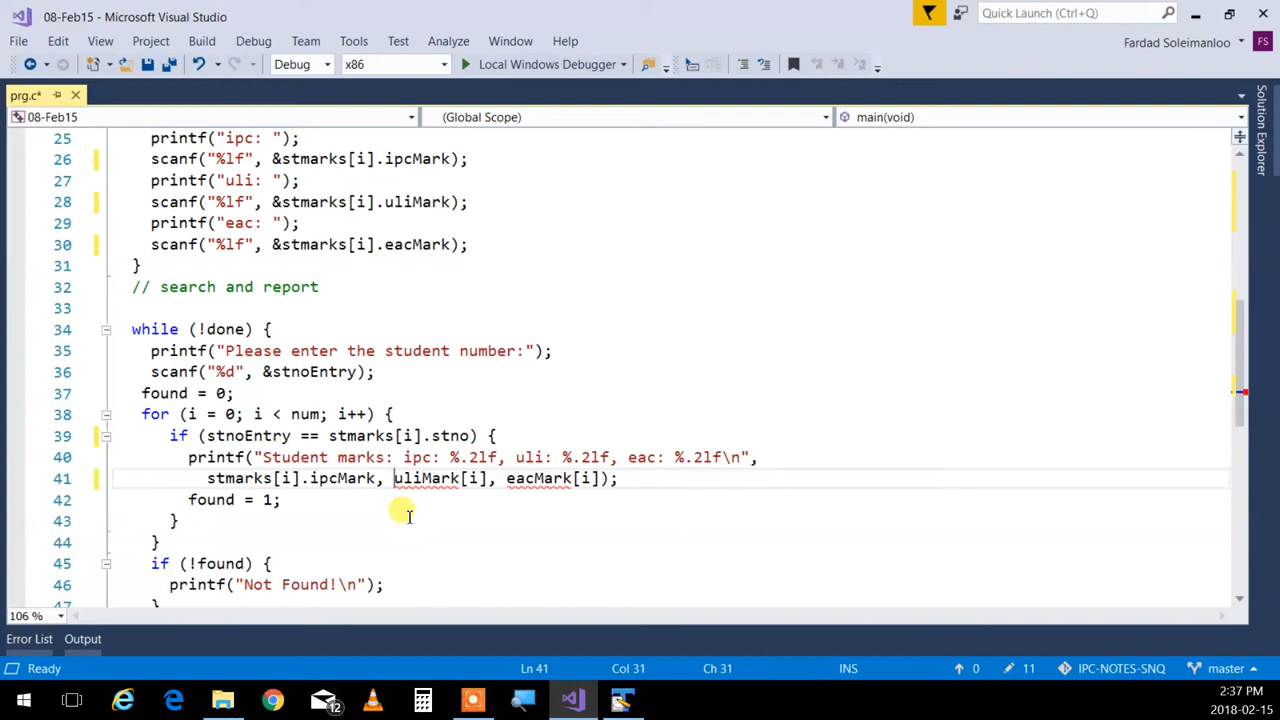 08-Feb15 - Microsoft Visual Studio
Quick Launch (Ctrl+Q)
File Edit View Project Build Debug Team Tools Test Analyze Window Help
Fardad Soleimanloo FS
Debug x86 Local Windows Debugger
prg.c*
08-Feb15 (Global Scope) main(void)
Solution Explorer
25 printf("ipc: ");
26 scanf("%lf", &stmarks[i].ipcMark);
27 printf("uli: ");
28 scanf("%lf", &stmarks[i].uliMark);
29 printf("eac: ");
30 scanf("%lf", &stmarks[i].eacMark);
31 }
32 // search and report
33
34 while (!done) {
35 printf("Please enter the student number:");
36 scanf("%d", &stnoEntry);
37 found = 0;
38 for (i = 0; i < num; i++) {
39 if (stnoEntry == stmarks[i].stno) {
40 printf("Student marks: ipc: %.2lf, uli: %.2lf, eac: %.2lf\n",
41 stmarks[i].ipcMark, uliMark[i], eacMark[i]);
42 found = 1;
43 }
44 }
45 if (!found) {
46 printf("Not Found!\n");
47 }
106 %
Error List Output
Ready Ln 41 Col 31 Ch 31 INS 0 11 IPC-NOTES-SNQ master
12
2:37 PM
2018-02-15